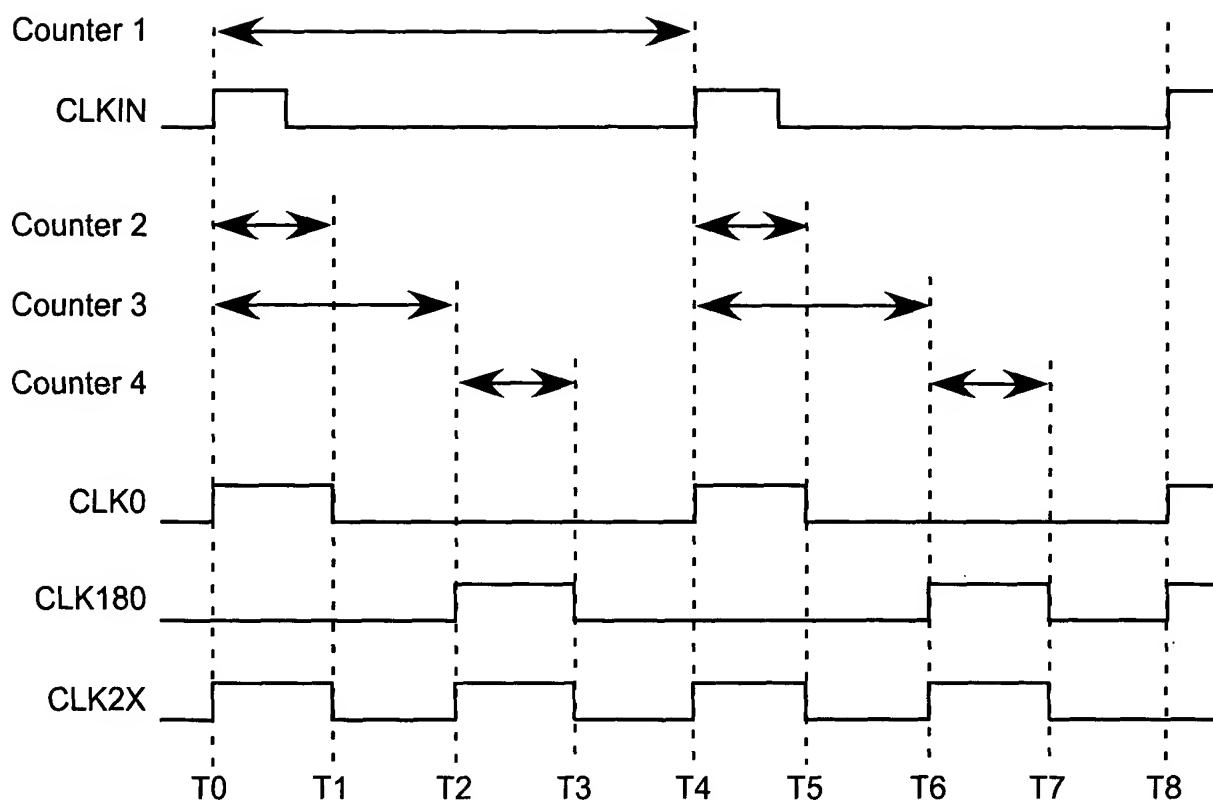 Counter 1
CLKIN
Counter 2
Counter 3
Counter 4
CLK0
CLK180
CLK2X
T0 T1 T2 T3 T4 T5 T6 T7 T8